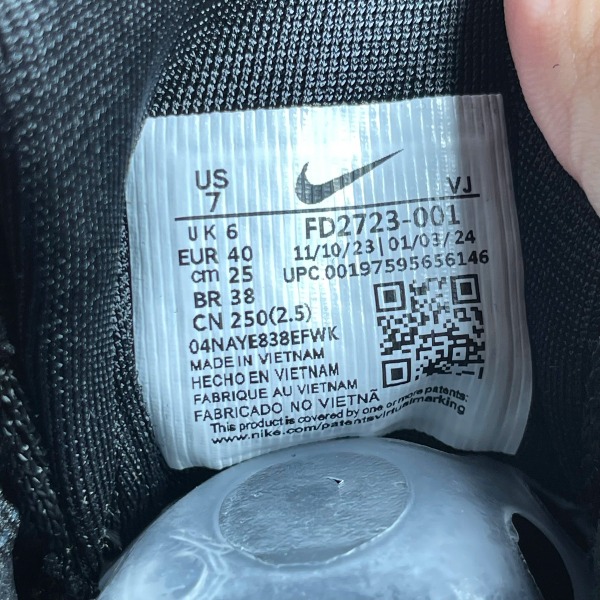 US
7
VJ
UK 6
FD2723-001
EUR 40
11/10/23|01/03/24
cm 25
UPC 00197595656146
BR 38
CN 250(2.5)
04NAYE838EFWK
MADE IN VIETNAM
HECHO EN VIETNAM
FABRIQUE AU VIETNAM
FABRICADO NO VIETNÃ
This product is covered by one or more patents:
www.nike.com/patentsvirtualmarking